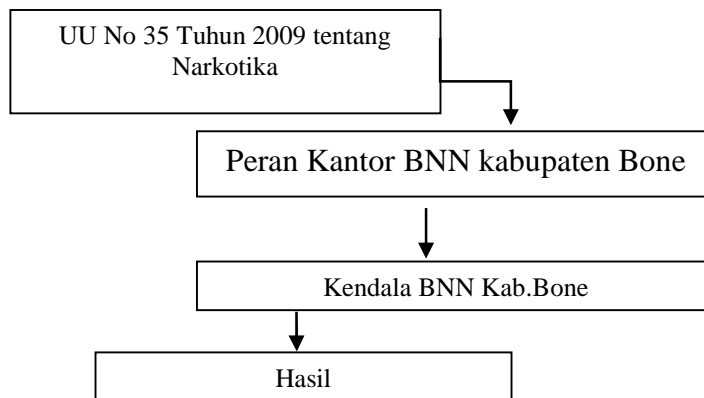 UU No 35 Tuhun 2009 tentang
Narkotika
Peran Kantor BNN kabupaten Bone
Kendala BNN Kab.Bone
Hasil